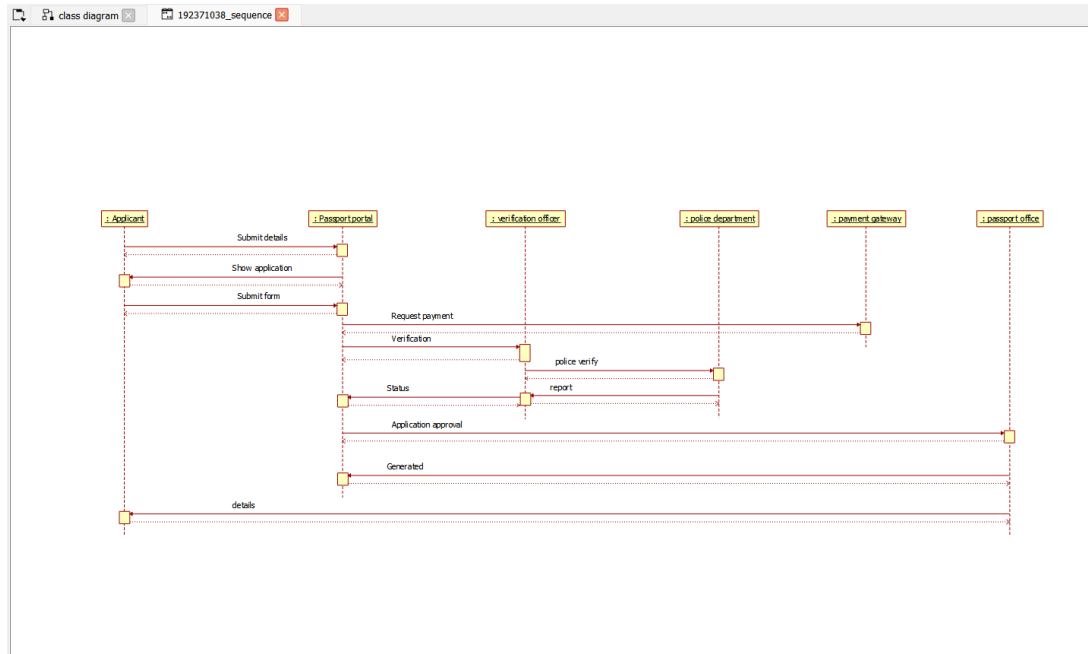 class diagram
192371038_sequence
: Applicant
: Passport portal
: verification officer
: police department
: payment gateway
: passport office
Submit details
Show application
Submit form
Request payment
Verification
police verify
Status
report
Application approval
Generated
details